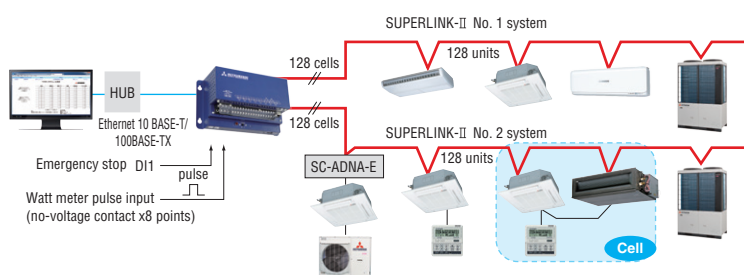 SUPERLINK-Ⅱ No. 1 system
128 cells
128 units
HUB
Ethernet 10 BASE-T/
100BASE-TX
128 cells
SUPERLINK-Ⅱ No. 2 system
128 units
Emergency stop DI1
pulse
SC-ADNA-E
Watt meter pulse input
(no-voltage contact x8 points)
Cell